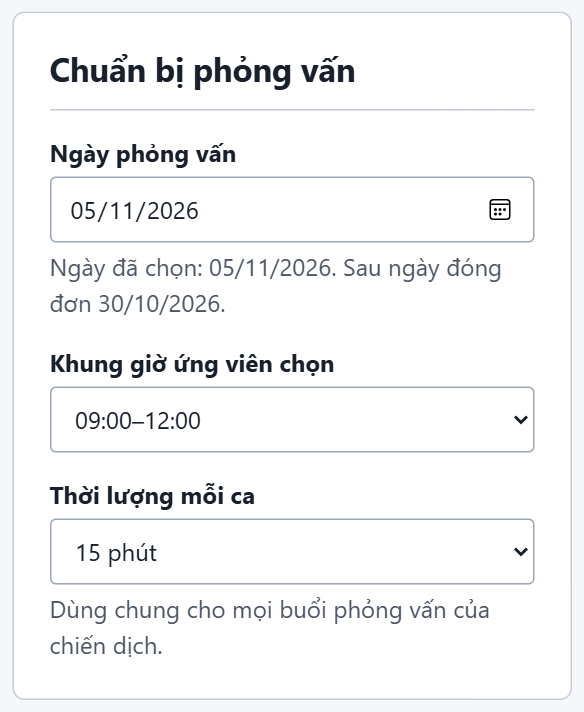 Chuẩn bị phỏng vấn
Ngày phỏng vấn
05/11/2026
Ngày đã chọn: 05/11/2026. Sau ngày đóng
đơn 30/10/2026.
Khung giờ ứng viên chọn
09:00–12:00
Thời lượng mỗi ca
15 phút
Dùng chung cho mọi buổi phỏng vấn của
chiến dịch.